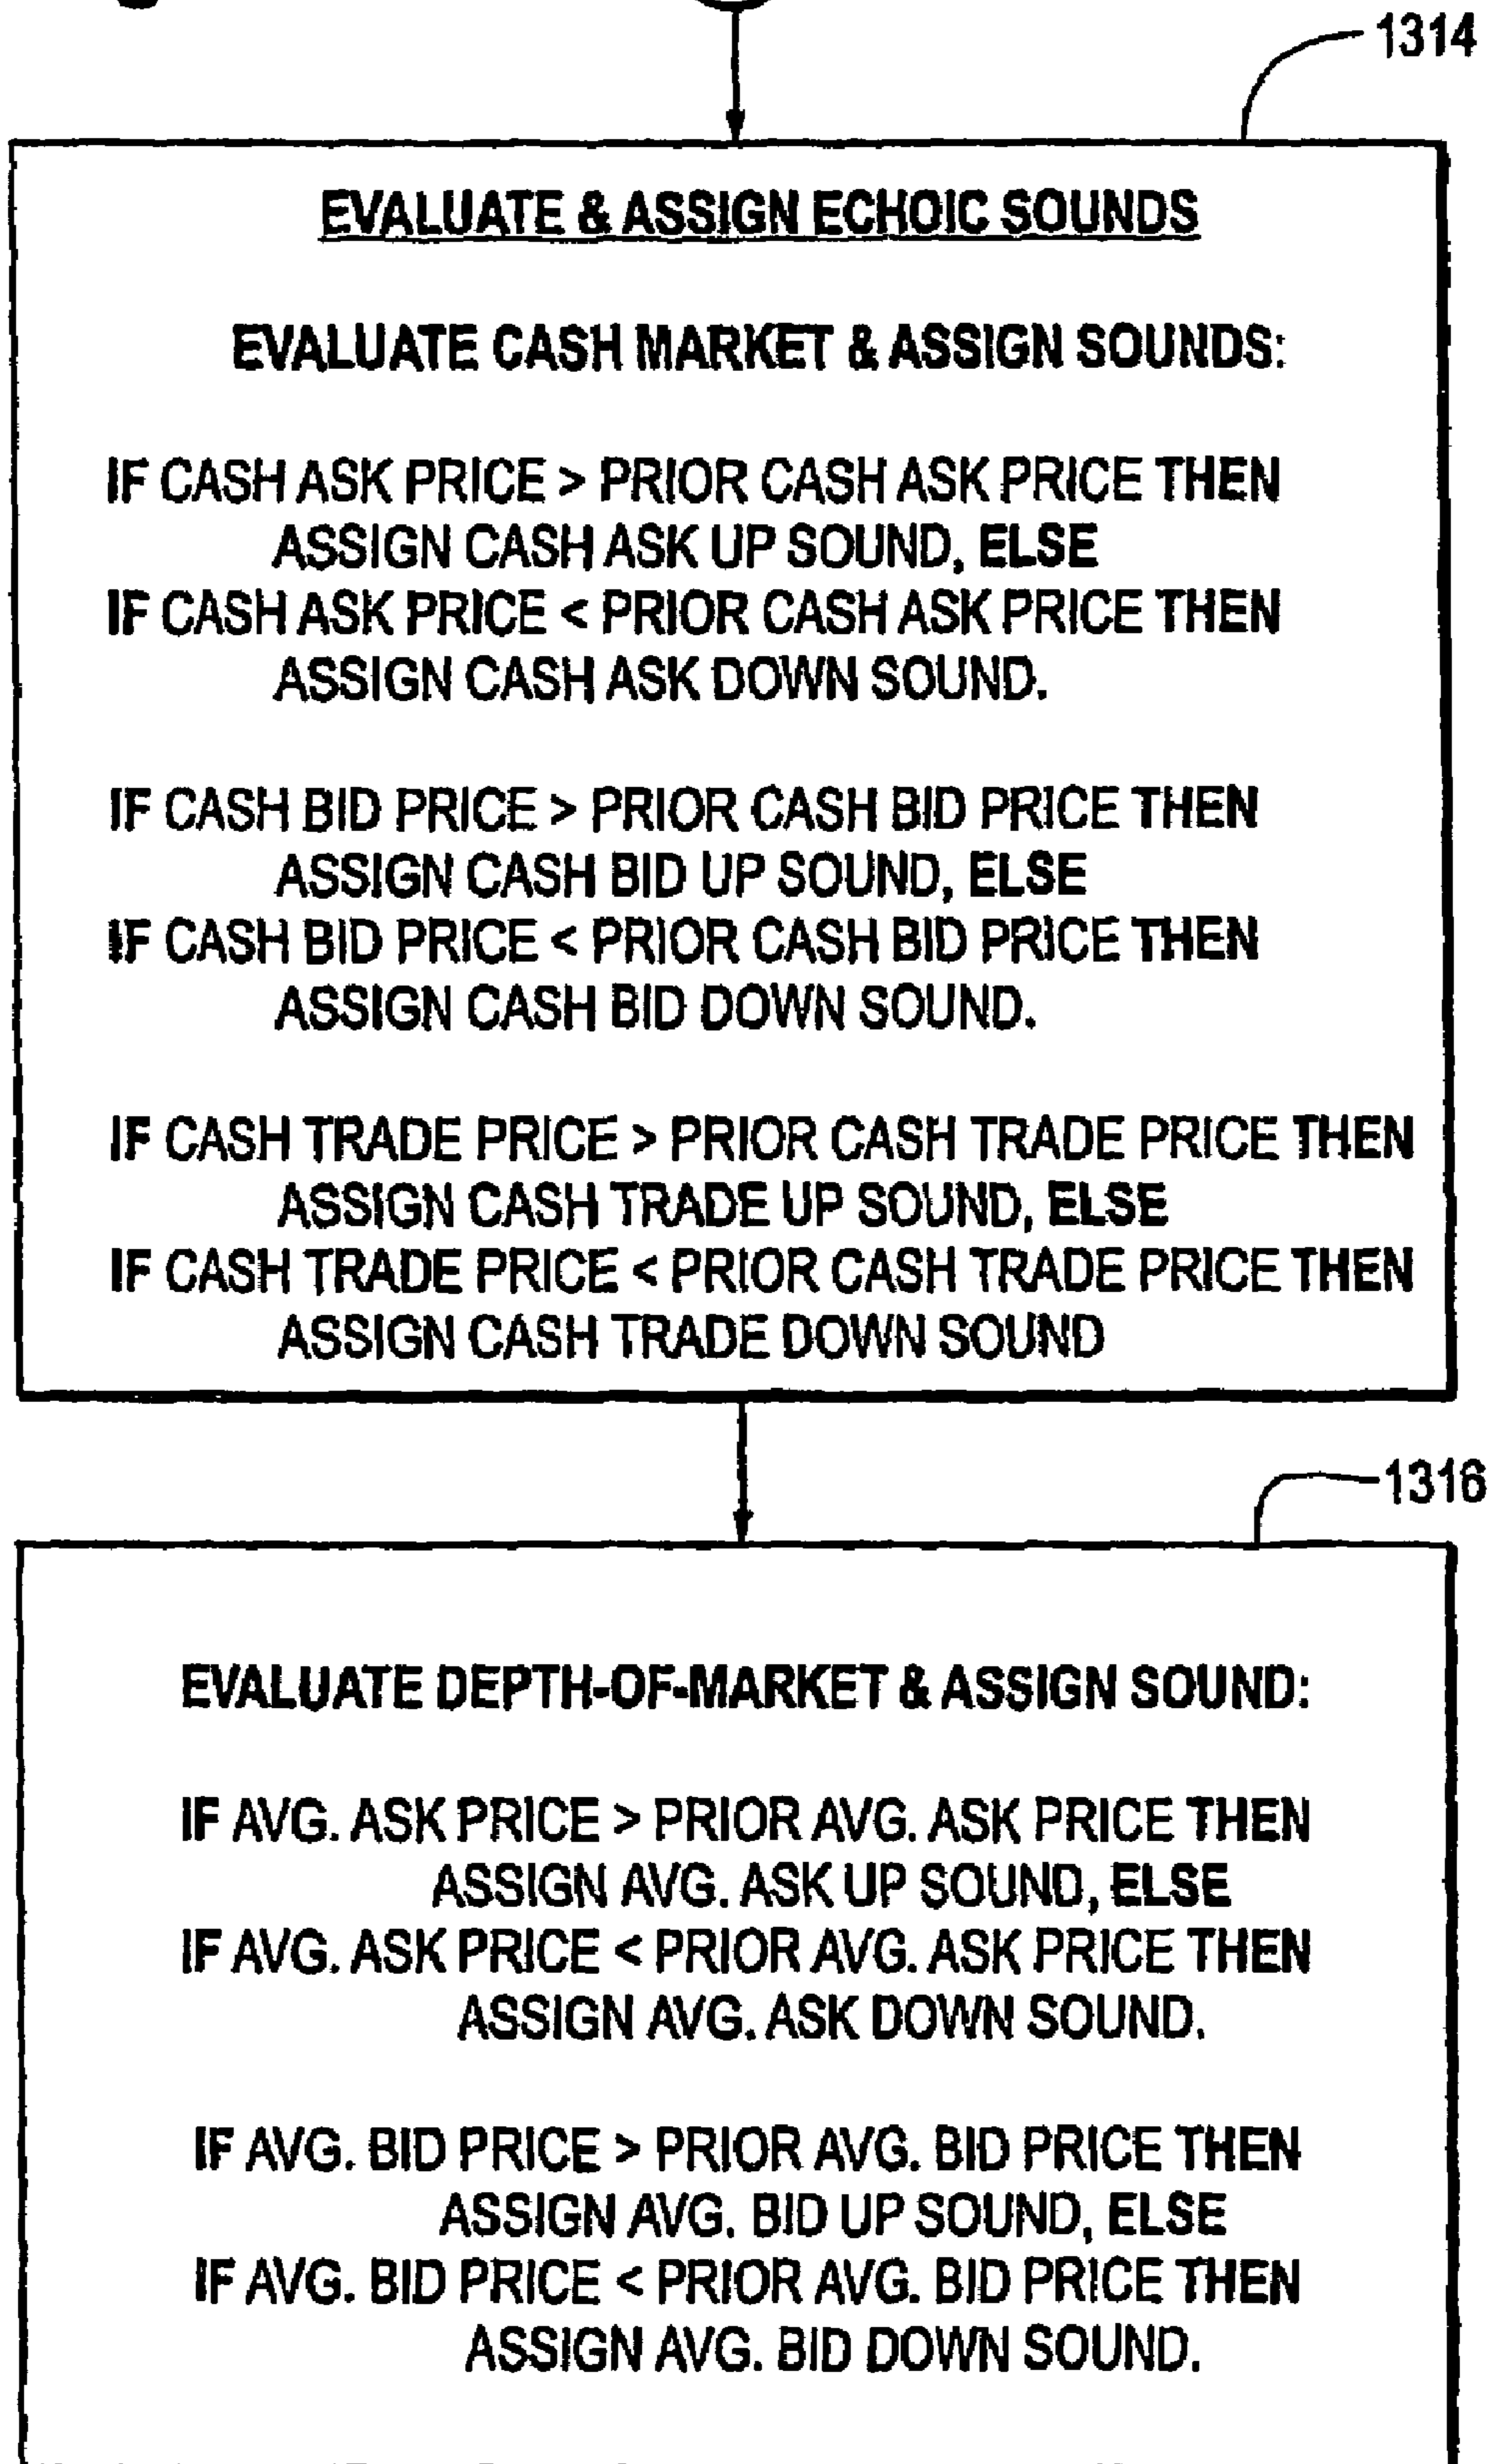 1314
EVALUATE & ASSIGN ECHOIC SOUNDS
EVALUATE CASH MARKET & ASSIGN SOUNDS:
IF CASH ASK PRICE > PRIOR CASH ASK PRICE THEN
ASSIGN CASH ASK UP SOUND, ELSE
IF CASH ASK PRICE < PRIOR CASH ASK PRICE THEN
ASSIGN CASH ASK DOWN SOUND.
IF CASH BID PRICE > PRIOR CASH BID PRICE THEN
ASSIGN CASH BID UP SOUND, ELSE
IF CASH BID PRICE < PRIOR CASH BID PRICE THEN
ASSIGN CASH BID DOWN SOUND.
IF CASH TRADE PRICE > PRIOR CASH TRADE PRICE THEN
ASSIGN CASH TRADE UP SOUND, ELSE
IF CASH TRADE PRICE < PRIOR CASH TRADE PRICE THEN
ASSIGN CASH TRADE DOWN SOUND
1316
EVALUATE DEPTH-OF-MARKET & ASSIGN SOUND:
IF AVG. ASK PRICE > PRIOR AVG. ASK PRICE THEN
ASSIGN AVG. ASK UP SOUND, ELSE
IF AVG. ASK PRICE < PRIOR AVG. ASK PRICE THEN
ASSIGN AVG. ASK DOWN SOUND.
IF AVG. BID PRICE > PRIOR AVG. BID PRICE THEN
ASSIGN AVG. BID UP SOUND, ELSE
IF AVG. BID PRICE < PRIOR AVG. BID PRICE THEN
ASSIGN AVG. BID DOWN SOUND.